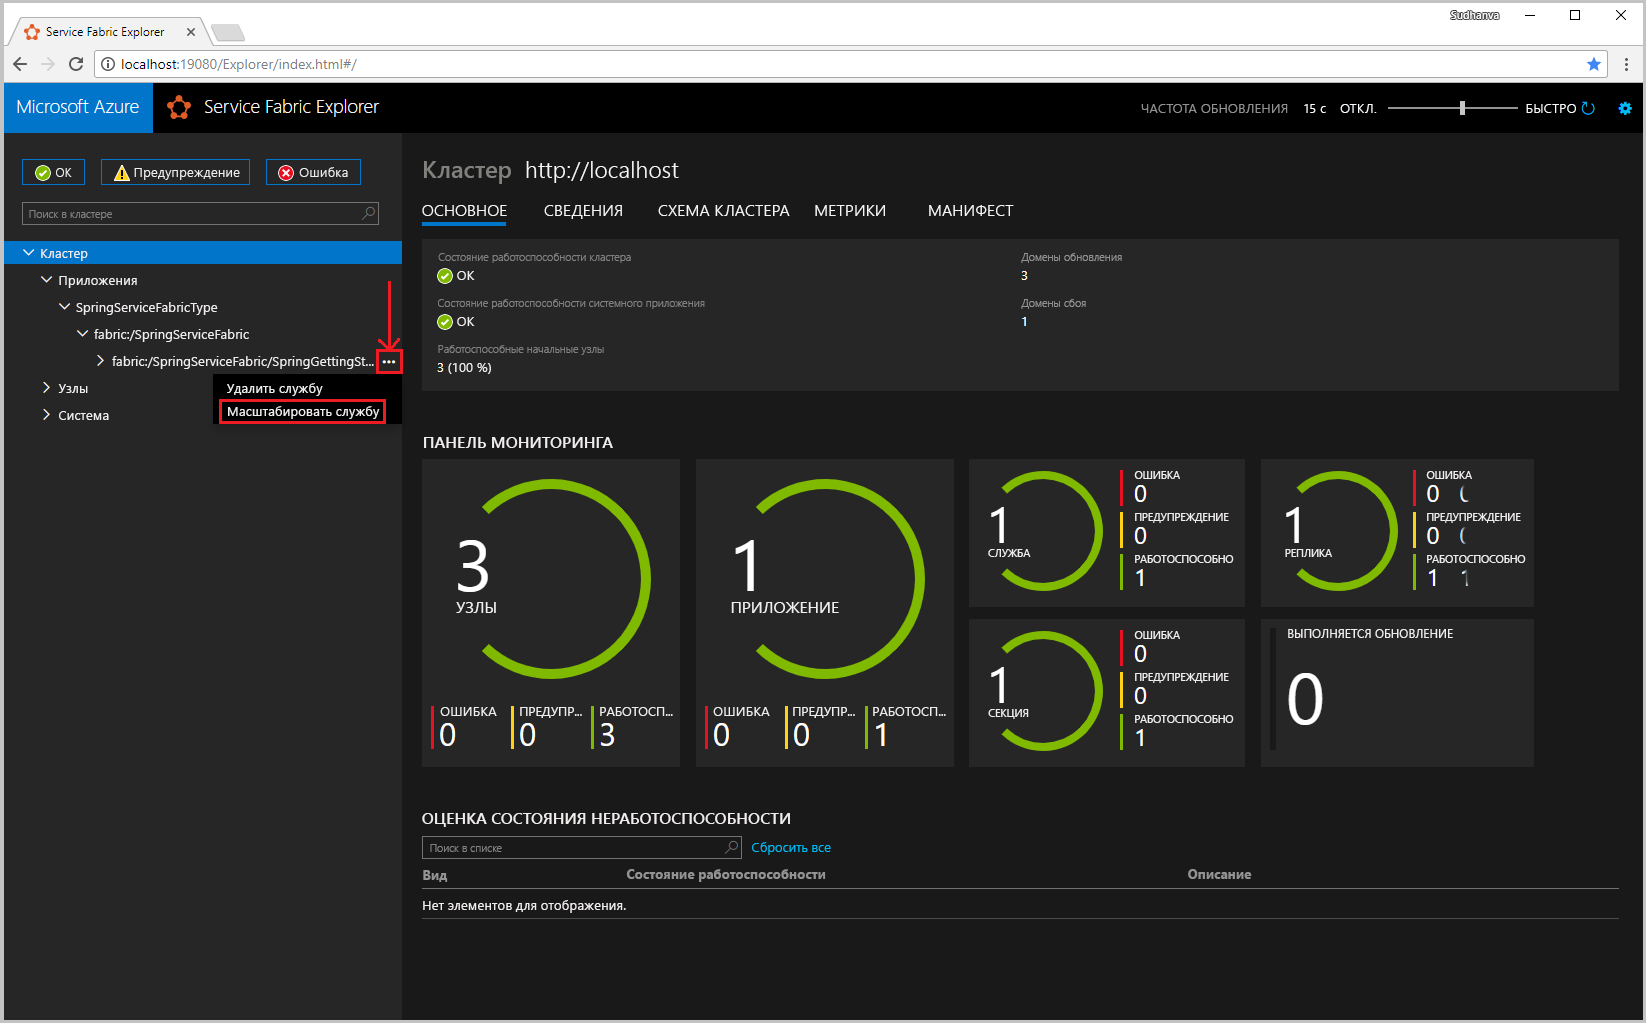 Sudhanva
Service Fabric Explorer
localhost:19080/Explorer/index.html#/
Microsoft Azure
Service Fabric Explorer
ЧАСТОТА ОБНОВЛЕНИЯ 15 с ОТКЛ. БЫСТРО
OK
Предупреждение
Ошибка
Поиск в кластере
Кластер
Приложения
SpringServiceFabricType
fabric:/SpringServiceFabric
fabric:/SpringServiceFabric/SpringGettingSt...
Удалить службу
Масштабировать службу
Узлы
Система
Кластер http://localhost
ОСНОВНОЕ СВЕДЕНИЯ СХЕМА КЛАСТЕРА МЕТРИКИ МАНИФЕСТ
Состояние работоспособности кластера
OK
Состояние работоспособности системного приложения
OK
Работоспособные начальные узлы
3 (100 %)
Домены обновления
3
Домены сбоя
1
ПАНЕЛЬ МОНИТОРИНГА
3
УЗЛЫ
ОШИБКА
0
ПРЕДУПР...
0
РАБОТОСП...
3
1
ПРИЛОЖЕНИЕ
ОШИБКА
0
ПРЕДУПР...
0
РАБОТОСП...
1
1
СЛУЖБА
ОШИБКА
0
ПРЕДУПРЕЖДЕНИЕ
0
РАБОТОСПОСОБНО
1
1
РЕПЛИКА
ОШИБКА
0
ПРЕДУПРЕЖДЕНИЕ
0
РАБОТОСПОСОБНО
1
1
СЕКЦИЯ
ОШИБКА
0
ПРЕДУПРЕЖДЕНИЕ
0
РАБОТОСПОСОБНО
1
ВЫПОЛНЯЕТСЯ ОБНОВЛЕНИЕ
0
ОЦЕНКА СОСТОЯНИЯ НЕРАБОТОСПОСОБНОСТИ
Поиск в списке
Сбросить все
Вид Состояние работоспособности Описание
Нет элементов для отображения.